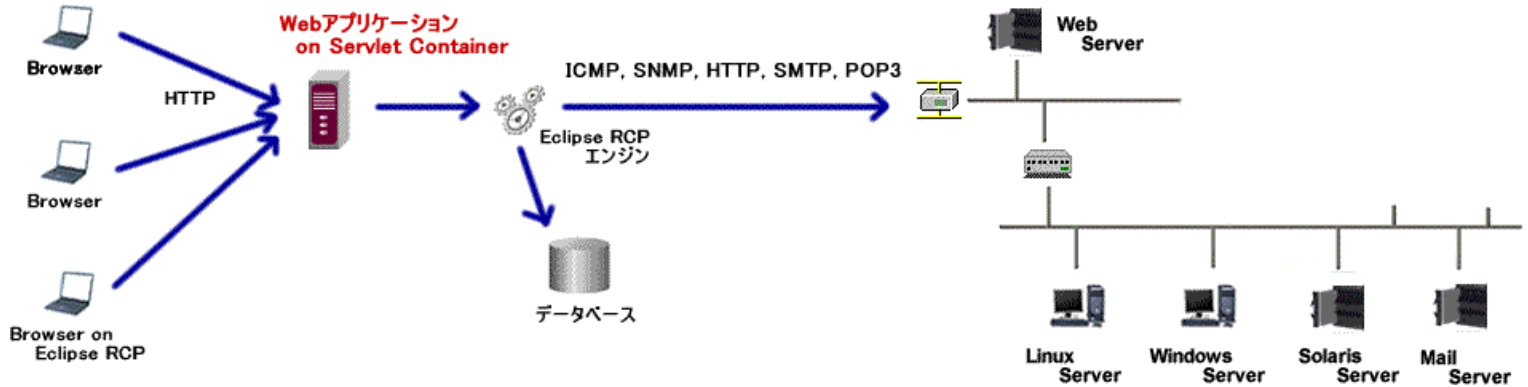 Browser
HTTP
Browser
Browser on
Eclipse RCP
Webアプリケーション
on Servlet Container
Eclipse RCP
エンジン
データベース
ICMP, SNMP, HTTP, SMTP, POP3
Web
Server
Linux
Server
Windows
Server
Solaris
Server
Mail
Server